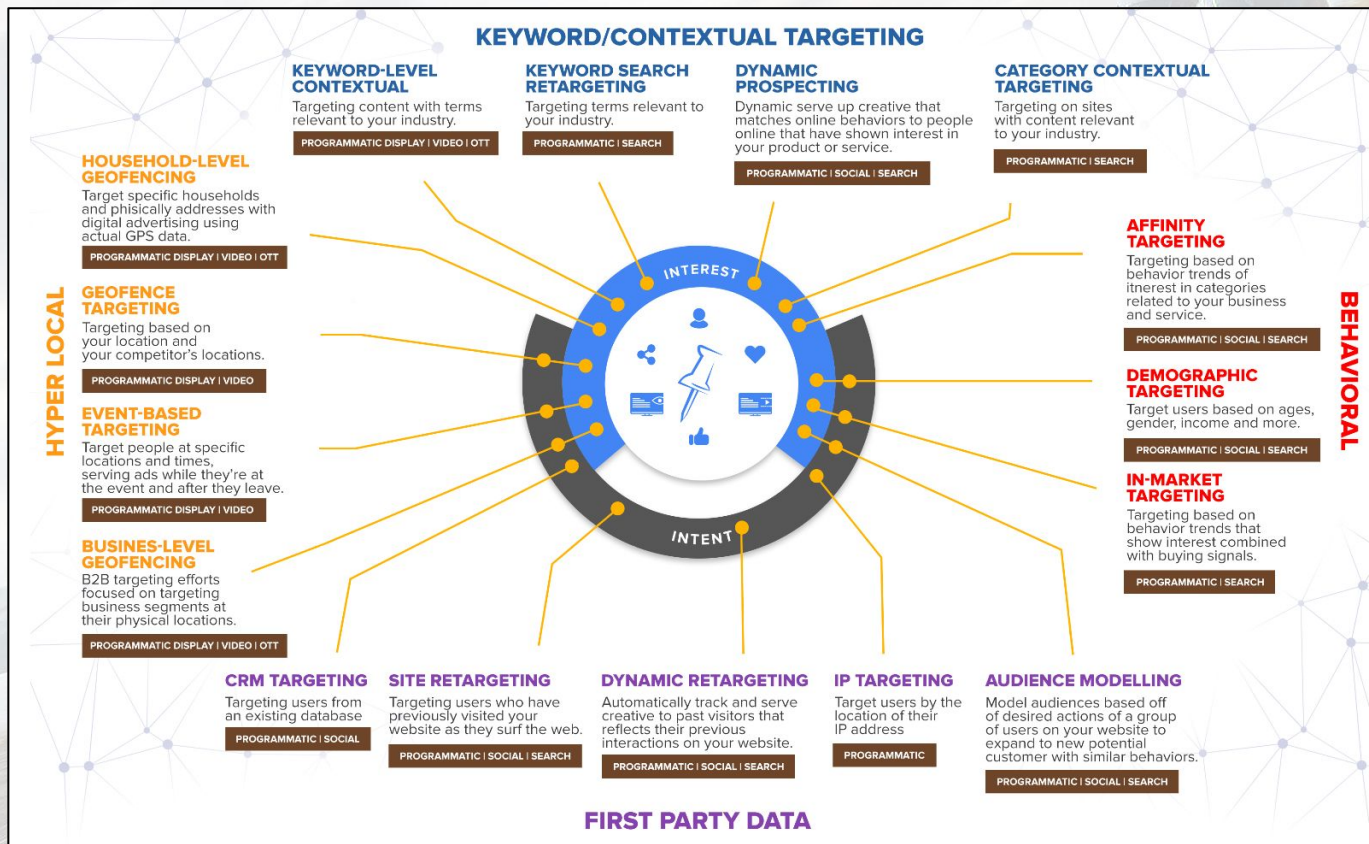 KEYWORD/CONTEXTUAL TARGETING
KEYWORD-LEVEL
CONTEXTUAL
Targeting content with terms
relevant to your industry.
PROGRAMMATIC DISPLAY | VIDEO | OTT
KEYWORD SEARCH
RETARGETING
Targeting terms relevant to
your industry.
PROGRAMMATIC | SEARCH
DYNAMIC
PROSPECTING
Dynamic serve up creative that
matches online behaviors to people
online that have shown interest in
your product or service.
PROGRAMMATIC | SOCIAL | SEARCH
CATEGORY CONTEXTUAL
TARGETING
Targeting on sites
with content relevant
to your industry.
PROGRAMMATIC | SEARCH
HYPER LOCAL
HOUSEHOLD-LEVEL
GEOFENCING
Target specific households
and phisically addresses with
digital advertising using
actual GPS data.
PROGRAMMATIC DISPLAY | VIDEO | OTT
GEOFENCE
TARGETING
Targeting based on
your location and
your competitor's locations.
PROGRAMMATIC DISPLAY | VIDEO
EVENT-BASED
TARGETING
Target people at specific
locations and times,
serving ads while they're at
the event and after they leave.
PROGRAMMATIC DISPLAY | VIDEO
BUSINES-LEVEL
GEOFENCING
B2B targeting efforts
focused on targeting
business segments at
their physical locations.
PROGRAMMATIC DISPLAY | VIDEO | OTT
INTEREST
INTENT
BEHAVIORAL
AFFINITY
TARGETING
Targeting based on
behavior trends of
itnerest in categories
related to your business
and service.
PROGRAMMATIC | SOCIAL | SEARCH
DEMOGRAPHIC
TARGETING
Target users based on ages,
gender, income and more.
PROGRAMMATIC | SOCIAL | SEARCH
IN-MARKET
TARGETING
Targeting based on
behavior trends that
show interest combined
with buying signals.
PROGRAMMATIC | SEARCH
CRM TARGETING
Targeting users from
an existing database
PROGRAMMATIC | SOCIAL
SITE RETARGETING
Targeting users who have
previously visited your
website as they surf the web.
PROGRAMMATIC | SOCIAL | SEARCH
DYNAMIC RETARGETING
Automatically track and serve
creative to past visitors that
reflects their previous
interactions on your website.
PROGRAMMATIC | SOCIAL | SEARCH
IP TARGETING
Target users by the
location of their
IP address
PROGRAMMATIC
AUDIENCE MODELLING
Model audiences based off
of desired actions of a group
of users on your website to
expand to new potential
customer with similar behaviors.
PROGRAMMATIC | SOCIAL | SEARCH
FIRST PARTY DATA